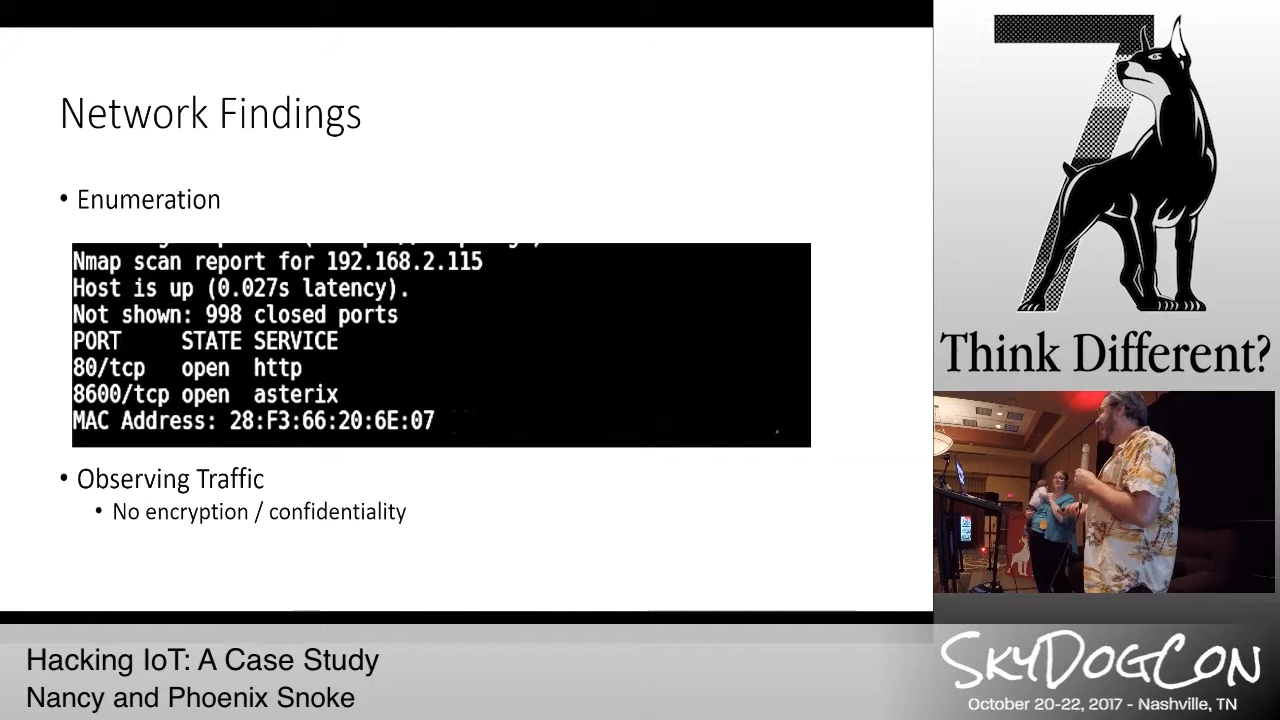 Network Findings
• Enumeration
Nmap scan report for 192.168.2.115
Host is up (0.027s latency).
Not shown: 998 closed ports
PORT STATE SERVICE
80/tcp open http
8600/tcp open asterix
MAC Address: 28:F3:66:20:6E:07
• Observing Traffic
• No encryption / confidentiality
7
Think Different?
Hacking IoT: A Case Study
Nancy and Phoenix Snoke
SKYDOGCON
October 20-22, 2017 - Nashville, TN